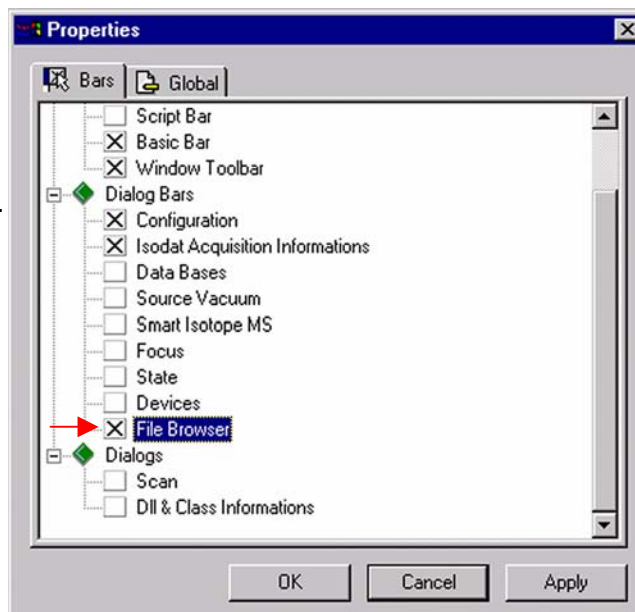 Properties
Bars Global
Script Bar
Basic Bar
Window Toolbar
Dialog Bars
Configuration
Isodat Acquisition Informations
Data Bases
Source Vacuum
Smart Isotope MS
Focus
State
Devices
File Browser
Dialogs
Scan
Dll & Class Informations
OK Cancel Apply